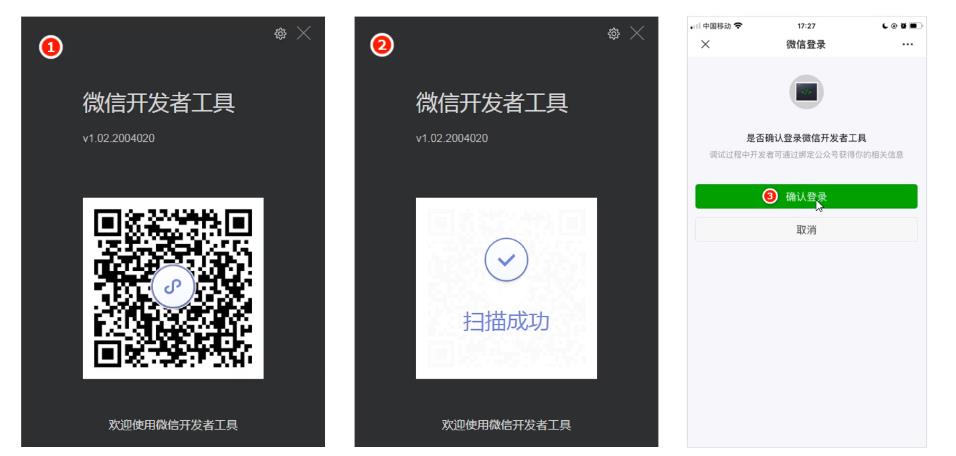 1
微信开发者工具
v1.02.2004020
欢迎使用微信开发者工具
2
微信开发者工具
v1.02.2004020
扫描成功
欢迎使用微信开发者工具
中国移动 17:27
微信登录
</>
是否确认登录微信开发者工具
调试过程中开发者可通过绑定公众号获得你的相关信息
3 确认登录
取消